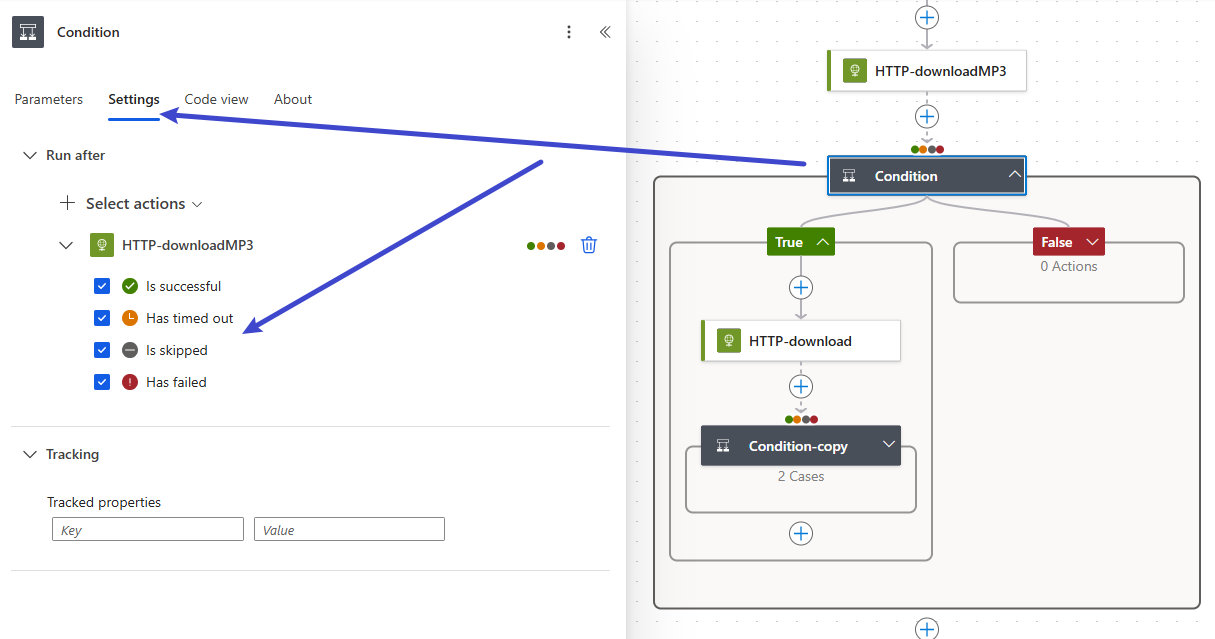 Condition
Parameters Settings Code view About
Run after
Select actions
HTTP-downloadMP3
Is successful
Has timed out
Is skipped
Has failed
Tracking
Tracked properties
Key Value
HTTP-downloadMP3
Condition
True False
0 Actions
HTTP-download
Condition-copy
2 Cases